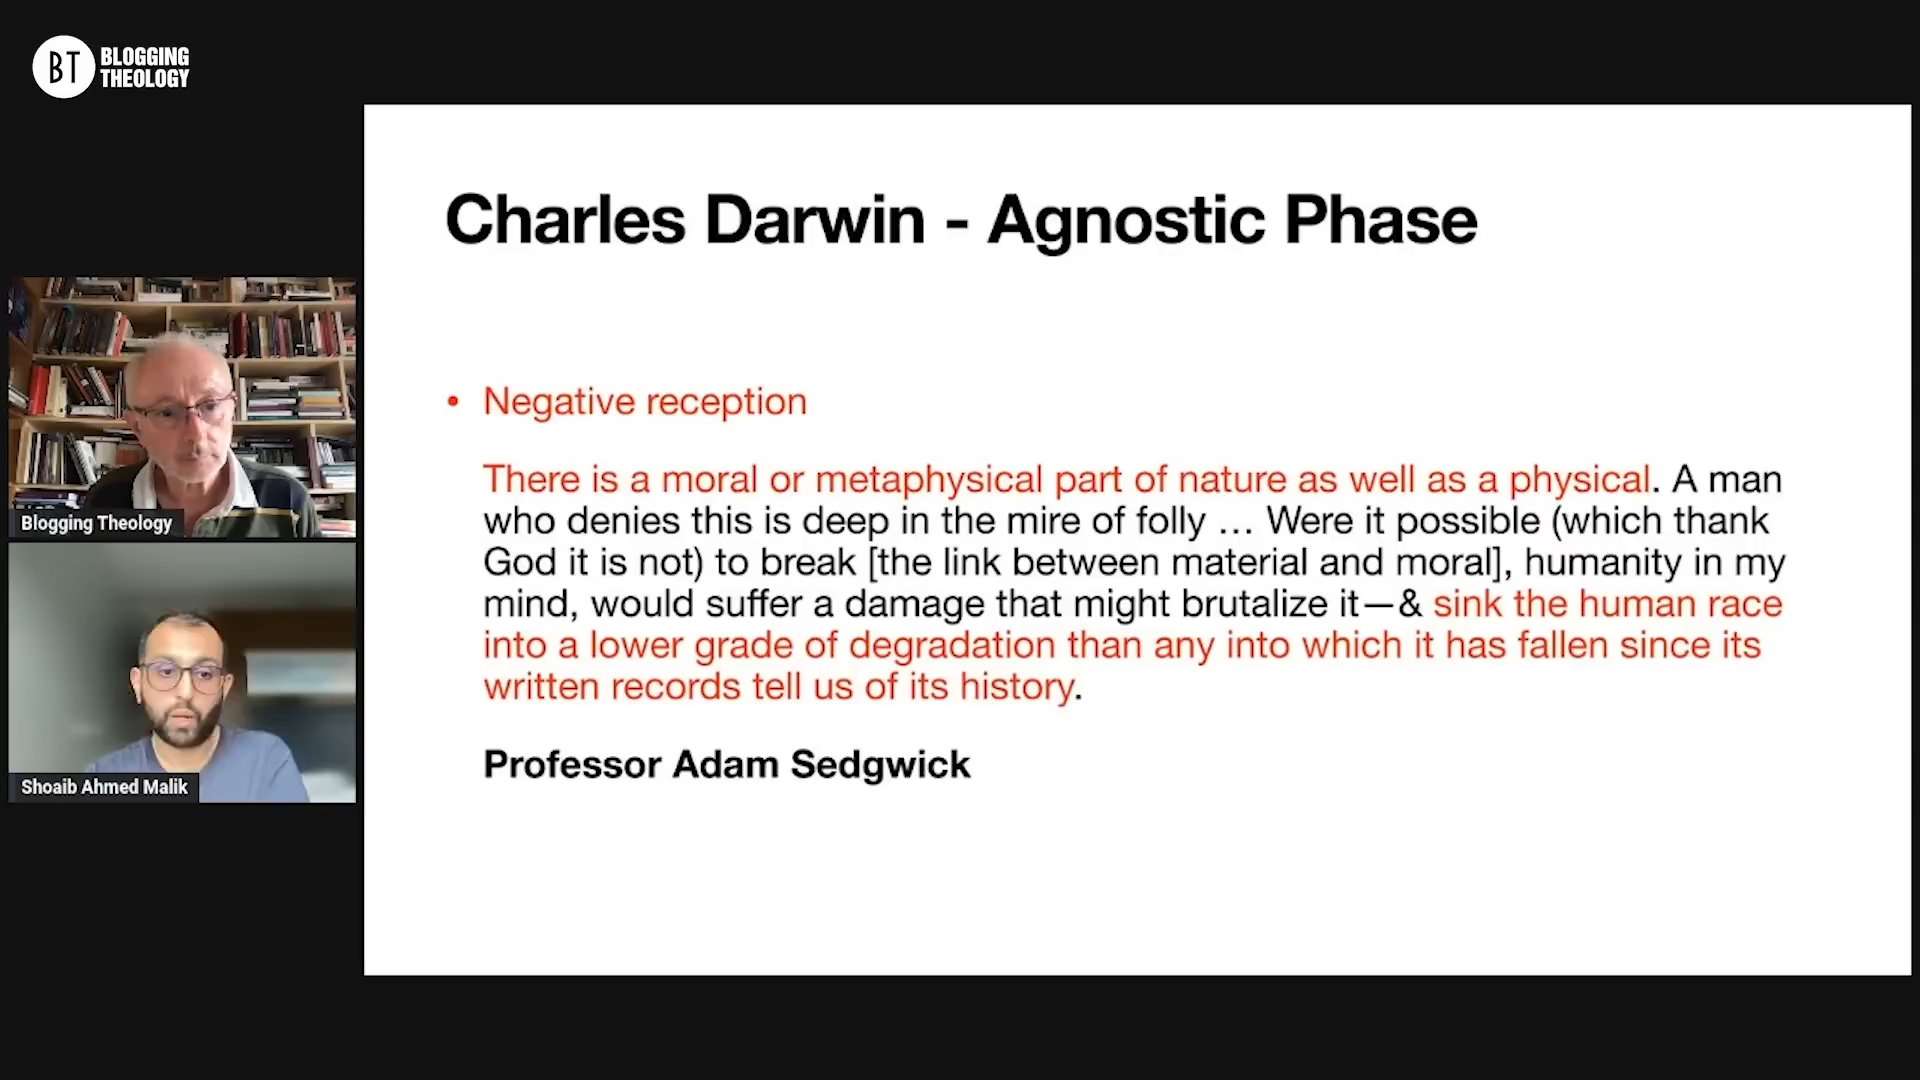 BT BLOGGING
THEOLOGY
Charles Darwin - Agnostic Phase
• Negative reception
There is a moral or metaphysical part of nature as well as a physical. A man
who denies this is deep in the mire of folly … Were it possible (which thank
God it is not) to break [the link between material and moral], humanity in my
mind, would suffer a damage that might brutalize it—& sink the human race
into a lower grade of degradation than any into which it has fallen since its
written records tell us of its history.
Professor Adam Sedgwick
Blogging Theology
Shoaib Ahmed Malik